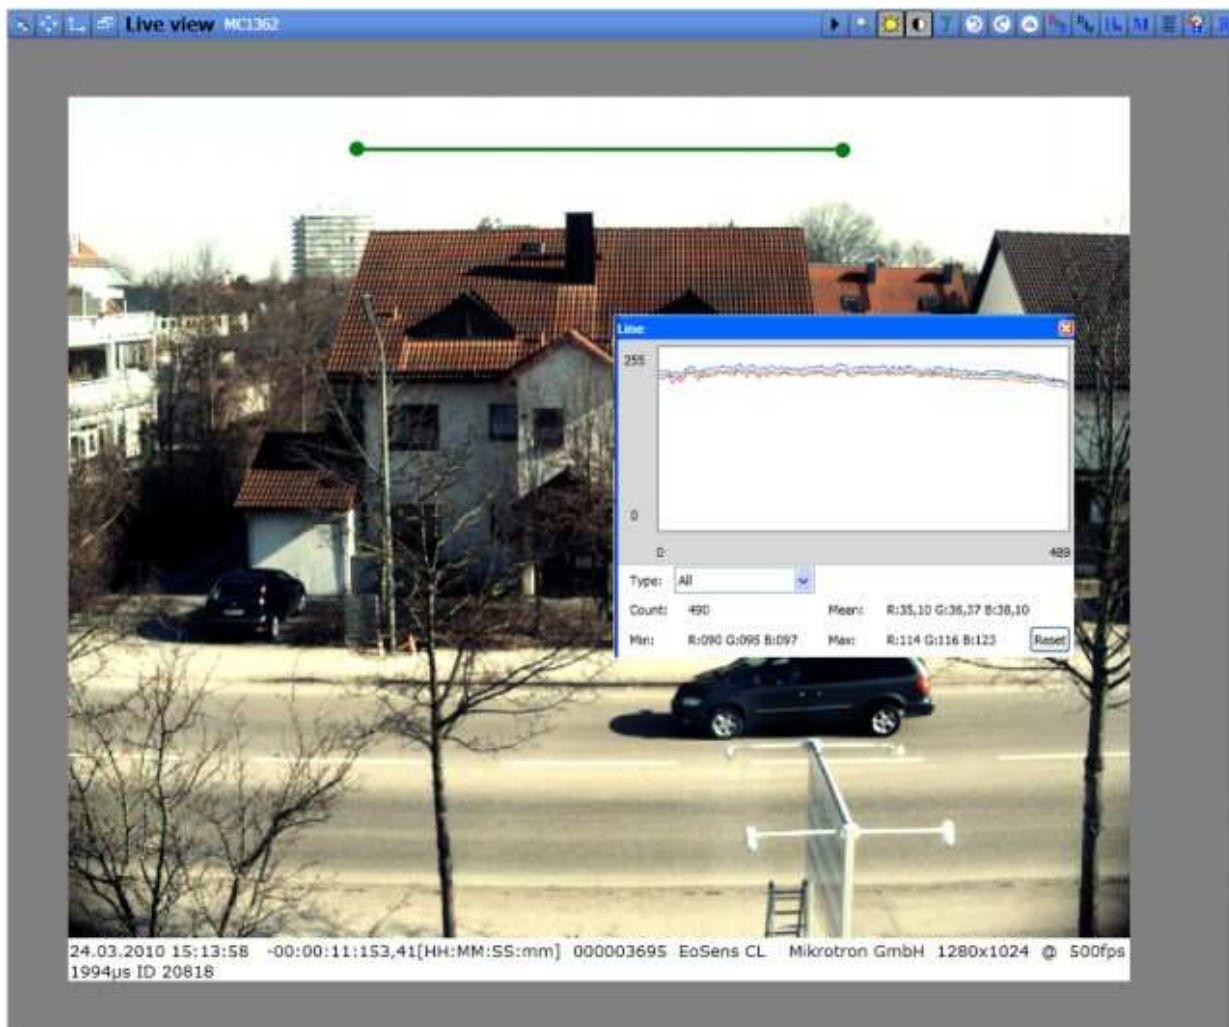 Live view MC1362
Line
255
0
0 489
Type: All
Count: 490 Mean: R:35,10 G:36,37 B:38,10
Min: R:090 G:095 B:097 Max: R:114 G:116 B:123 Reset
24.03.2010 15:13:58 -00:00:11:153,41[HH:MM:SS:mm] 000003695 EoSens CL Mikrotron GmbH 1280x1024 @ 500fps
1994µs ID 20818